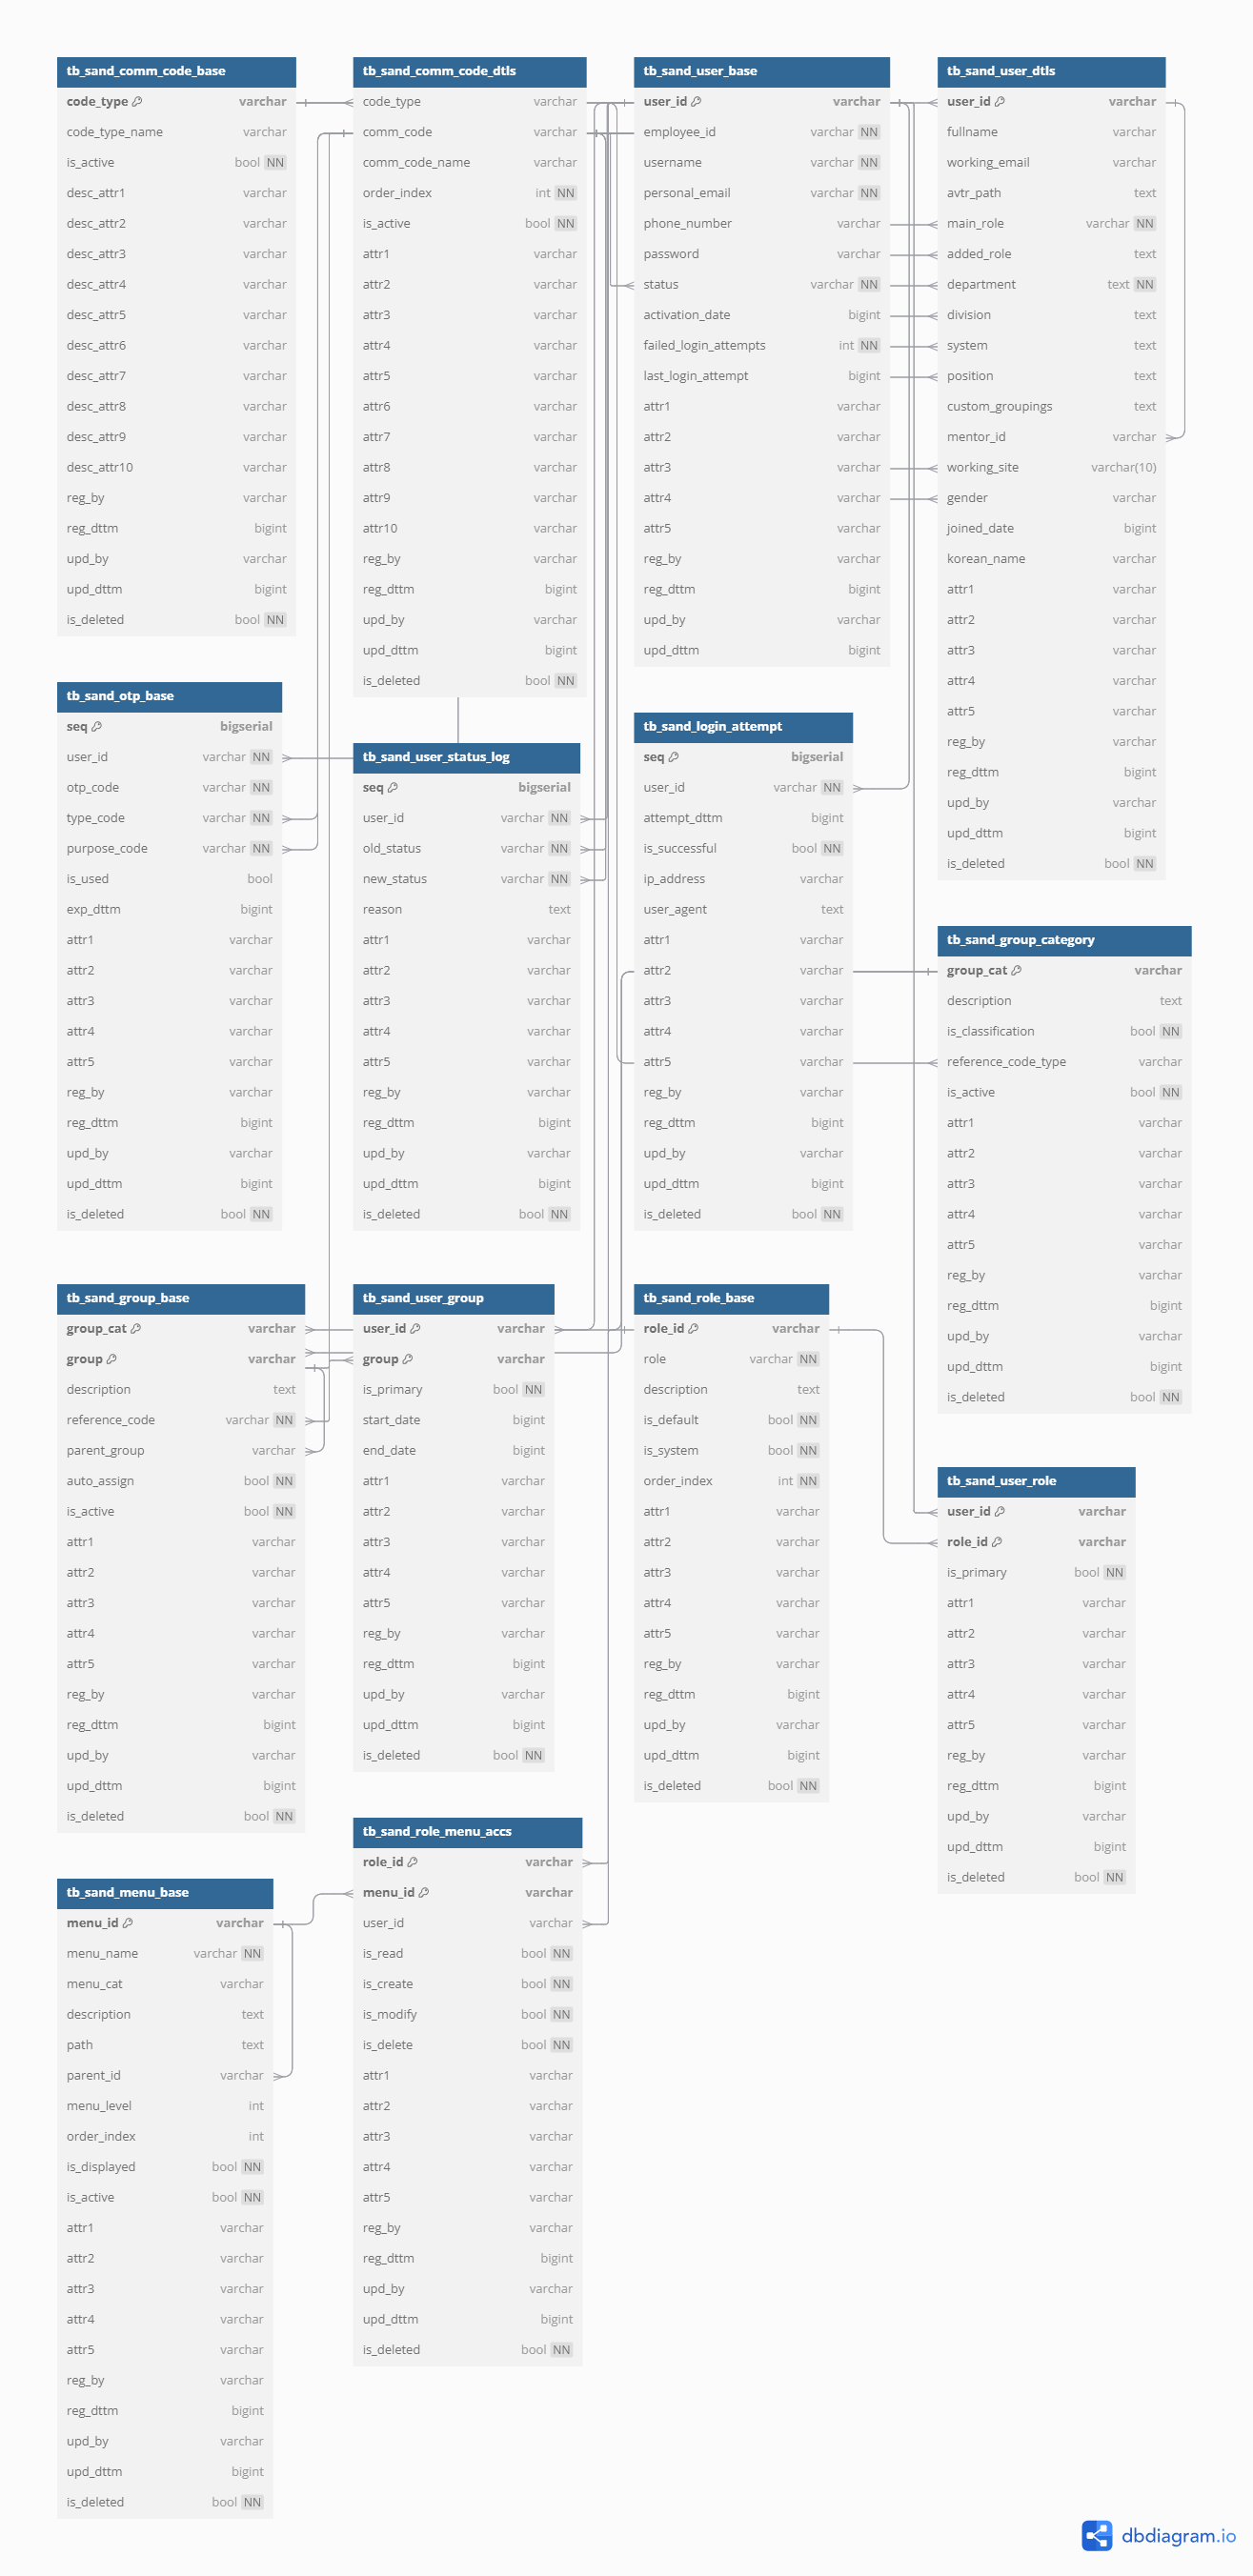 tb_sand_comm_code_base
code_type varchar
code_type_name varchar
is_active bool NN
desc_attr1 varchar
desc_attr2 varchar
desc_attr3 varchar
desc_attr4 varchar
desc_attr5 varchar
desc_attr6 varchar
desc_attr7 varchar
desc_attr8 varchar
desc_attr9 varchar
desc_attr10 varchar
reg_by varchar
reg_dttm bigint
upd_by varchar
upd_dttm bigint
is_deleted bool NN
tb_sand_comm_code_dtls
code_type varchar
comm_code varchar
comm_code_name varchar
order_index int NN
is_active bool NN
attr1 varchar
attr2 varchar
attr3 varchar
attr4 varchar
attr5 varchar
attr6 varchar
attr7 varchar
attr8 varchar
attr9 varchar
attr10 varchar
reg_by varchar
reg_dttm bigint
upd_by varchar
upd_dttm bigint
is_deleted bool NN
tb_sand_user_base
user_id varchar
employee_id varchar NN
username varchar NN
personal_email varchar NN
phone_number varchar
password varchar
status varchar NN
activation_date bigint
failed_login_attempts int NN
last_login_attempt bigint
attr1 varchar
attr2 varchar
attr3 varchar
attr4 varchar
attr5 varchar
reg_by varchar
reg_dttm bigint
upd_by varchar
upd_dttm bigint
tb_sand_user_dtls
user_id varchar
fullname varchar
working_email varchar
avtr_path text
main_role varchar NN
added_role text
department text NN
division text
system text
position text
custom_groupings text
mentor_id varchar
working_site varchar(10)
gender varchar
joined_date bigint
korean_name varchar
attr1 varchar
attr2 varchar
attr3 varchar
attr4 varchar
attr5 varchar
reg_by varchar
reg_dttm bigint
upd_by varchar
upd_dttm bigint
is_deleted bool NN
tb_sand_otp_base
seq bigserial
user_id varchar NN
otp_code varchar NN
type_code varchar NN
purpose_code varchar NN
is_used bool
exp_dttm bigint
attr1 varchar
attr2 varchar
attr3 varchar
attr4 varchar
attr5 varchar
reg_by varchar
reg_dttm bigint
upd_by varchar
upd_dttm bigint
is_deleted bool NN
tb_sand_user_status_log
seq bigserial
user_id varchar NN
old_status varchar NN
new_status varchar NN
reason text
attr1 varchar
attr2 varchar
attr3 varchar
attr4 varchar
attr5 varchar
reg_by varchar
reg_dttm bigint
upd_by varchar
upd_dttm bigint
is_deleted bool NN
tb_sand_login_attempt
seq bigserial
user_id varchar NN
attempt_dttm bigint
is_successful bool NN
ip_address varchar
user_agent text
attr1 varchar
attr2 varchar
attr3 varchar
attr4 varchar
attr5 varchar
reg_by varchar
reg_dttm bigint
upd_by varchar
upd_dttm bigint
is_deleted bool NN
tb_sand_group_category
group_cat varchar
description text
is_classification bool NN
reference_code_type varchar
is_active bool NN
attr1 varchar
attr2 varchar
attr3 varchar
attr4 varchar
attr5 varchar
reg_by varchar
reg_dttm bigint
upd_by varchar
upd_dttm bigint
is_deleted bool NN
tb_sand_group_base
group_cat varchar
group varchar
description text
reference_code varchar NN
parent_group varchar
auto_assign bool NN
is_active bool NN
attr1 varchar
attr2 varchar
attr3 varchar
attr4 varchar
attr5 varchar
reg_by varchar
reg_dttm bigint
upd_by varchar
upd_dttm bigint
is_deleted bool NN
tb_sand_user_group
user_id varchar
group varchar
is_primary bool NN
start_date bigint
end_date bigint
attr1 varchar
attr2 varchar
attr3 varchar
attr4 varchar
attr5 varchar
reg_by varchar
reg_dttm bigint
upd_by varchar
upd_dttm bigint
is_deleted bool NN
tb_sand_role_base
role_id varchar
role varchar NN
description text
is_default bool NN
is_system bool NN
order_index int NN
attr1 varchar
attr2 varchar
attr3 varchar
attr4 varchar
attr5 varchar
reg_by varchar
reg_dttm bigint
upd_by varchar
upd_dttm bigint
is_deleted bool NN
tb_sand_user_role
user_id varchar
role_id varchar
is_primary bool NN
attr1 varchar
attr2 varchar
attr3 varchar
attr4 varchar
attr5 varchar
reg_by varchar
reg_dttm bigint
upd_by varchar
upd_dttm bigint
is_deleted bool NN
tb_sand_menu_base
menu_id varchar
menu_name varchar NN
menu_cat varchar
description text
path text
parent_id varchar
menu_level int
order_index int
is_displayed bool NN
is_active bool NN
attr1 varchar
attr2 varchar
attr3 varchar
attr4 varchar
attr5 varchar
reg_by varchar
reg_dttm bigint
upd_by varchar
upd_dttm bigint
is_deleted bool NN
tb_sand_role_menu_accs
role_id varchar
menu_id varchar
user_id varchar
is_read bool NN
is_create bool NN
is_modify bool NN
is_delete bool NN
attr1 varchar
attr2 varchar
attr3 varchar
attr4 varchar
attr5 varchar
reg_by varchar
reg_dttm bigint
upd_by varchar
upd_dttm bigint
is_deleted bool NN
dbdiagram.io